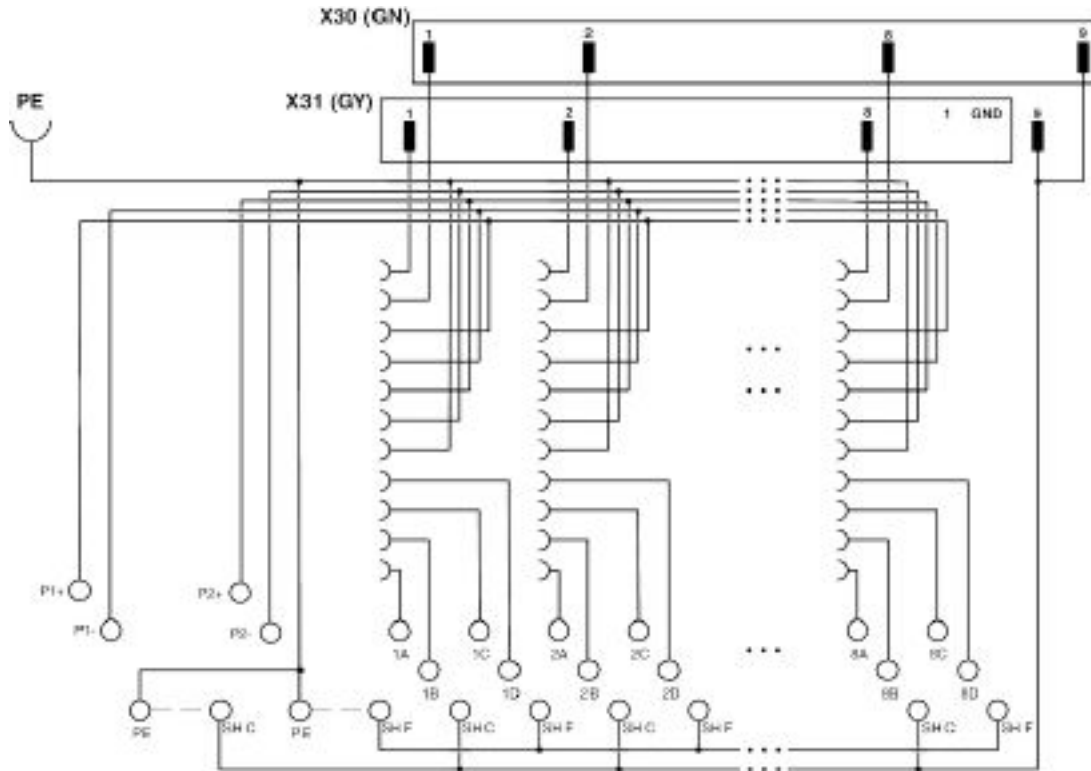 X30 (GN)
1 2 8 9
X31 (GY)
PE
1 2 8 1 GND 9
P1+ P2+
P1- P2-
1A 1C 2A 2C 8A 8C
1B 1D 2B 2D 8B 8D
PE SH C PE SH F SH C SH F SH C SH F SH C SH F